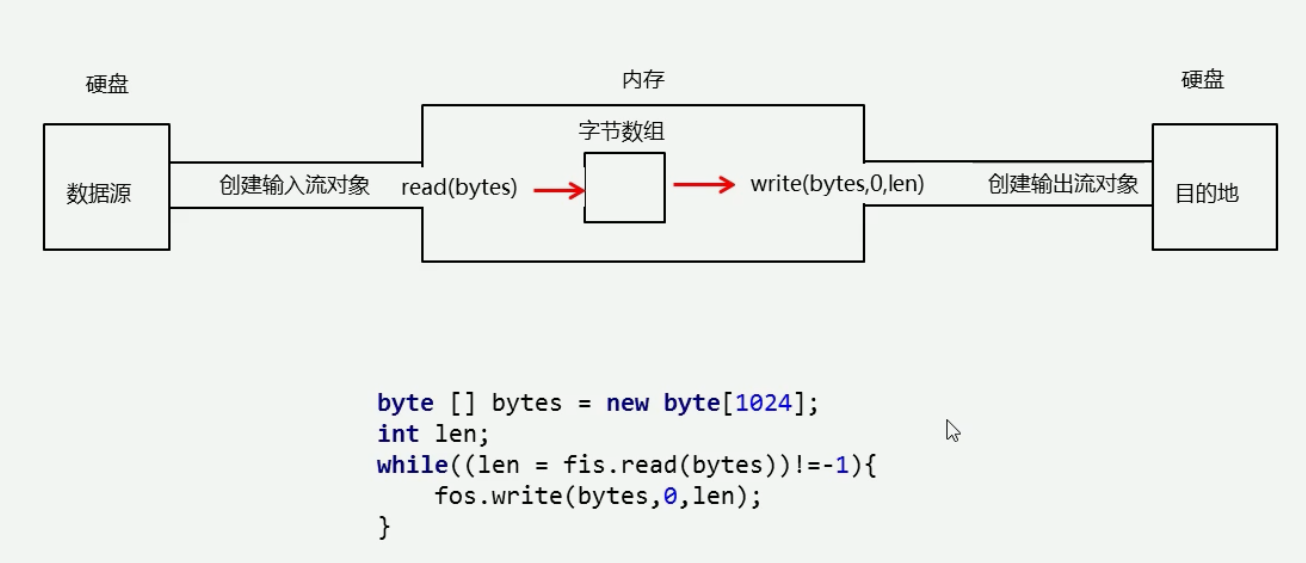 硬盘
内存
硬盘
字节数组
数据源
创建输入流对象
read(bytes)
write(bytes,0,len)
创建输出流对象
目的地
byte [] bytes = new byte[1024];
int len;
while((len = fis.read(bytes))!=-1){
    fos.write(bytes,0,len);
}